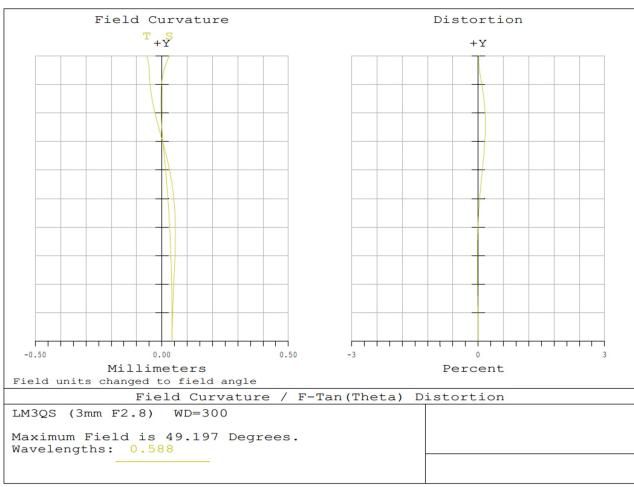 Field Curvature
Distortion
T S
+Y
+Y
-0.50 0.00 0.50
-3 0 3
Millimeters
Percent
Field units changed to field angle
Field Curvature / F-Tan(Theta) Distortion
LM3QS (3mm F2.8) WD=300
Maximum Field is 49.197 Degrees.
Wavelengths: 0.588